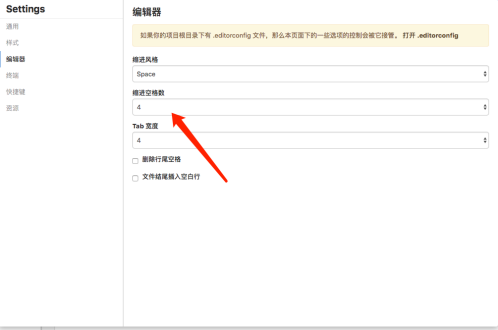 Settings
通用
样式
编辑器
终端
快捷键
资源
编辑器
如果你的项目根目录下有 .editorconfig 文件，那么本页面下的一些选项的控制会被它接管。 打开 .editorconfig
缩进风格
Space
缩进空格数
4
Tab 宽度
4
删除行尾空格
文件结尾插入空白行